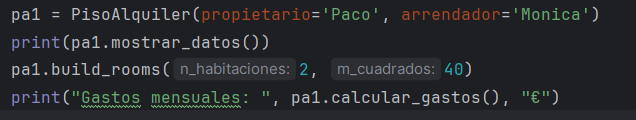 pa1 = PisoAlquiler(propietario='Paco', arrendador='Monica')
print(pa1.mostrar_datos())
pa1.build_rooms( n_habitaciones: 2, m_cuadrados: 40)
print("Gastos mensuales: ", pa1.calcular_gastos(), "€")